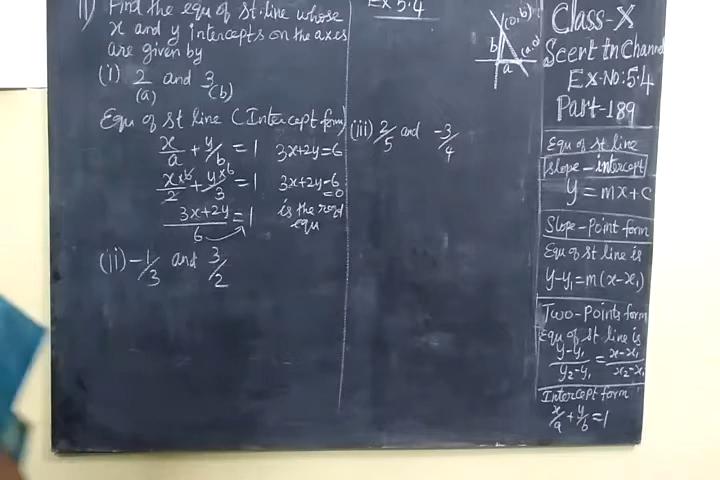 11) Find the equ of st. line whose
x and y intercepts on the axes
are given by
(i) 2 and 3
(a) (b)
Equ of st line (Intercept form)
x/a + y/b = 1
x×6/2 + y×6/3 = 1
3x+2y/6 = 1
3x+2y=6
3x+2y-6
=0
is the reqd
equ
(ii) -1/3 and 3/2
Ex 5.4
(iii) 2/5 and -3/4
(0,b)
b
(a,0)
a
Class-X
Scert tn Channel
Ex-No:5.4
Part-189
Equ of st line
slope-intercept
y=mx+c
Slope-Point form
Equ of st line is
y-y₁=m(x-x₁)
Two-Points form
Equ of st line is
y-y₁/y₂-y₁ = x-x₁/x₂-x₁
Intercept form
x/a + y/b = 1